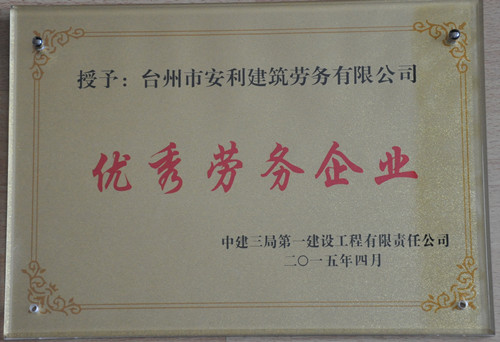 授予：台州市安利建筑劳务有限公司
优秀劳务企业
中建三局第一建设工程有限责任公司
二〇一五年四月